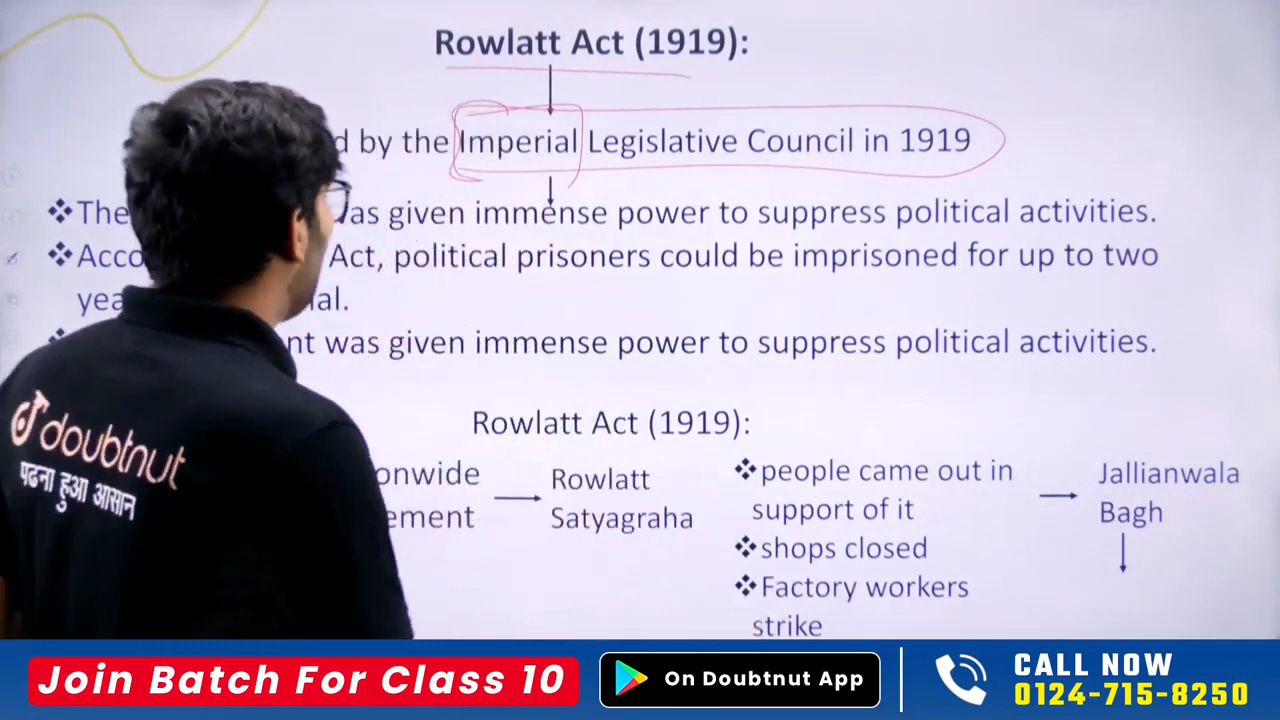 Rowlatt Act (1919):
d by the Imperial Legislative Council in 1919
❖The as given immense power to suppress political activities.
❖Acco Act, political prisoners could be imprisoned for up to two
yea ial.
nt was given immense power to suppress political activities.
Rowlatt Act (1919):
onwide
ement
Rowlatt
Satyagraha
❖people came out in
support of it
❖shops closed
❖Factory workers
strike
Jallianwala
Bagh
doubtnut
पढना हुआ आसान
Join Batch For Class 10
On Doubtnut App
CALL NOW
0124-715-8250